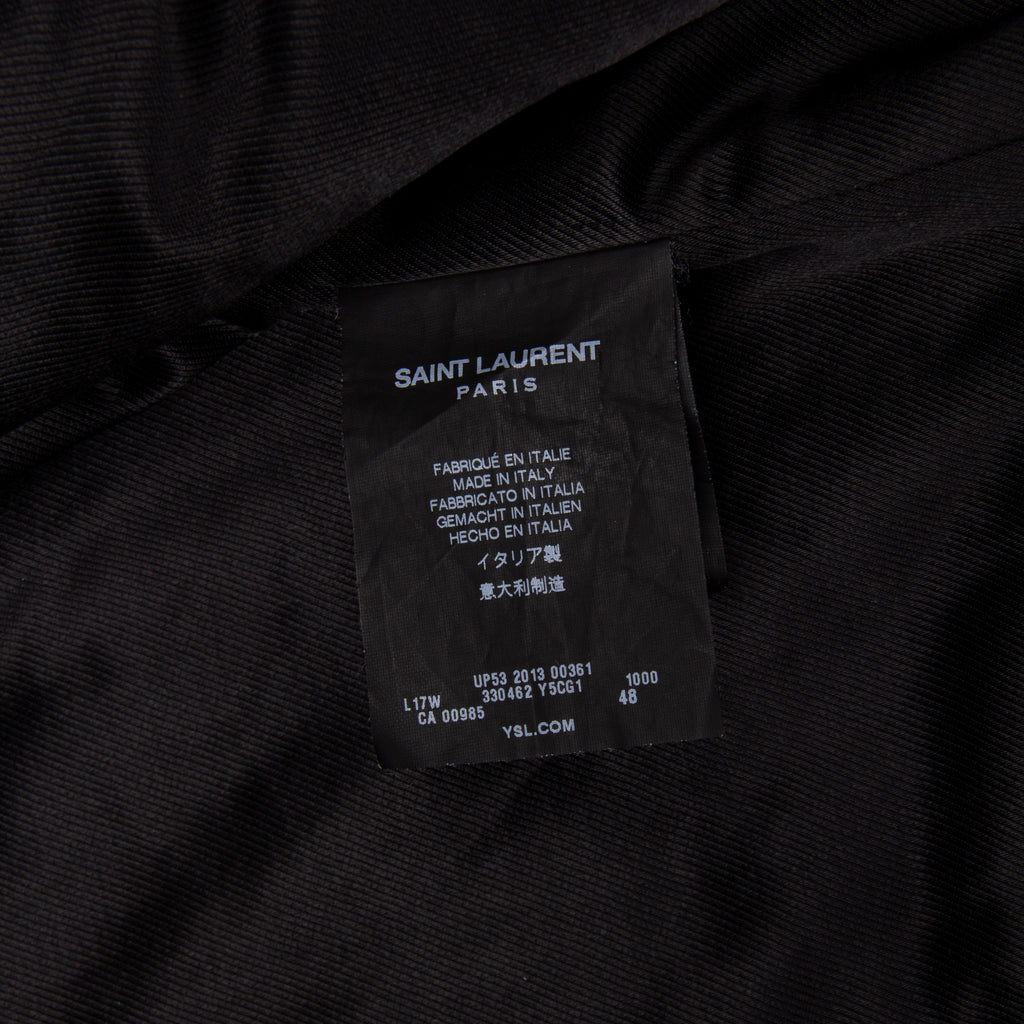 SAINT LAURENT
PARIS
FABRIQUÉ EN ITALIE
MADE IN ITALY
FABBRICATO IN ITALIA
GEMACHT IN ITALIEN
HECHO EN ITALIA
イタリア製
意大利制造
UP53 2013 00361
L17W 330462 Y5CG1 1000
CA 00985 48
YSL.COM